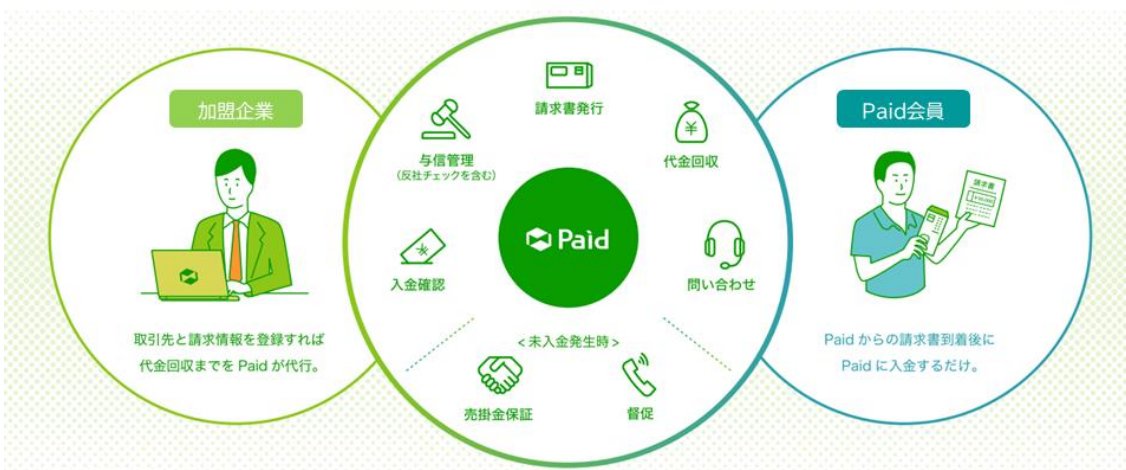 加盟企業
取引先と請求情報を登録すれば
代金回収までを Paid が代行。
請求書発行
与信管理
（反社チェックを含む）
代金回収
Paid
入金確認
問い合わせ
＜未入金発生時＞
売掛金保証
督促
Paid会員
請求書
¥10,000
Paid からの請求書到着後に
Paid に入金するだけ。